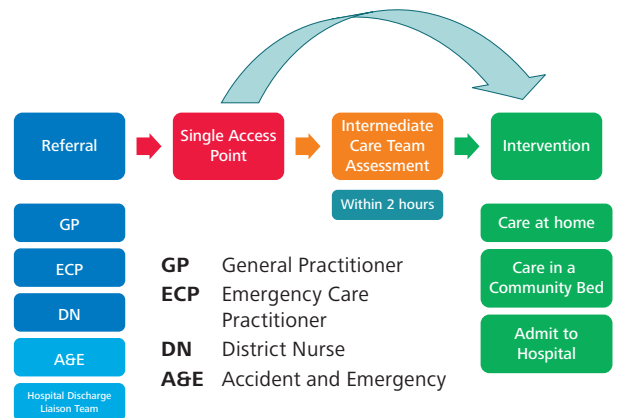 Referral
Single Access
Point
Intermediate
Care Team
Assessment
Intervention
Within 2 hours
GP
ECP
DN
A&E
Hospital Discharge
Liaison Team
GP General Practitioner
ECP Emergency Care
Practitioner
DN District Nurse
A&E Accident and Emergency
Care at home
Care in a
Community Bed
Admit to
Hospital